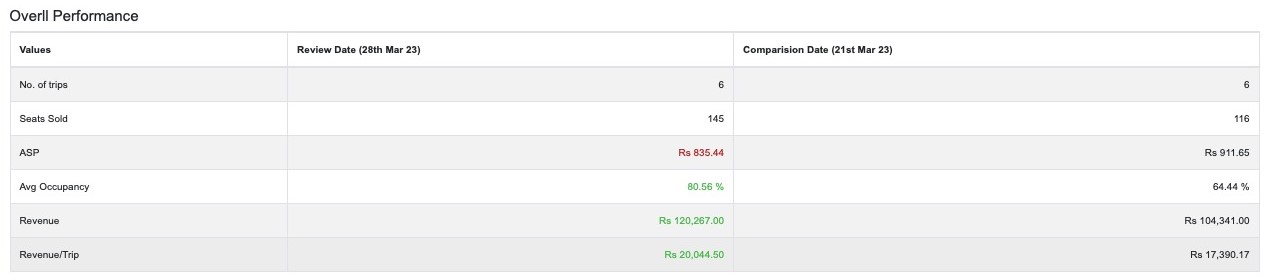 Overll Performance
Values Review Date (28th Mar 23) Comparision Date (21st Mar 23)
No. of trips 6 6
Seats Sold 145 116
ASP Rs 835.44 Rs 911.65
Avg Occupancy 80.56 % 64.44 %
Revenue Rs 120,267.00 Rs 104,341.00
Revenue/Trip Rs 20,044.50 Rs 17,390.17